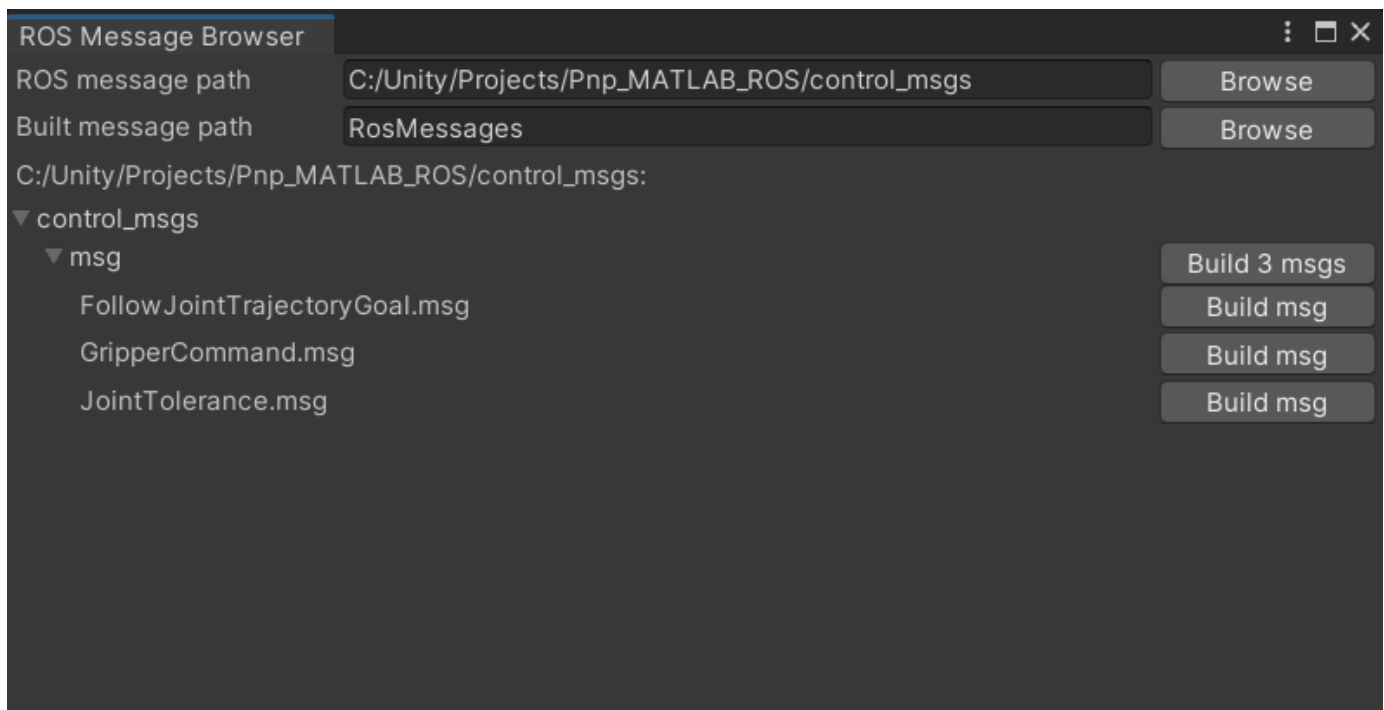 ROS Message Browser
ROS message path C:/Unity/Projects/Pnp_MATLAB_ROS/control_msgs Browse
Built message path RosMessages Browse
C:/Unity/Projects/Pnp_MATLAB_ROS/control_msgs:
control_msgs
msg Build 3 msgs
FollowJointTrajectoryGoal.msg Build msg
GripperCommand.msg Build msg
JointTolerance.msg Build msg